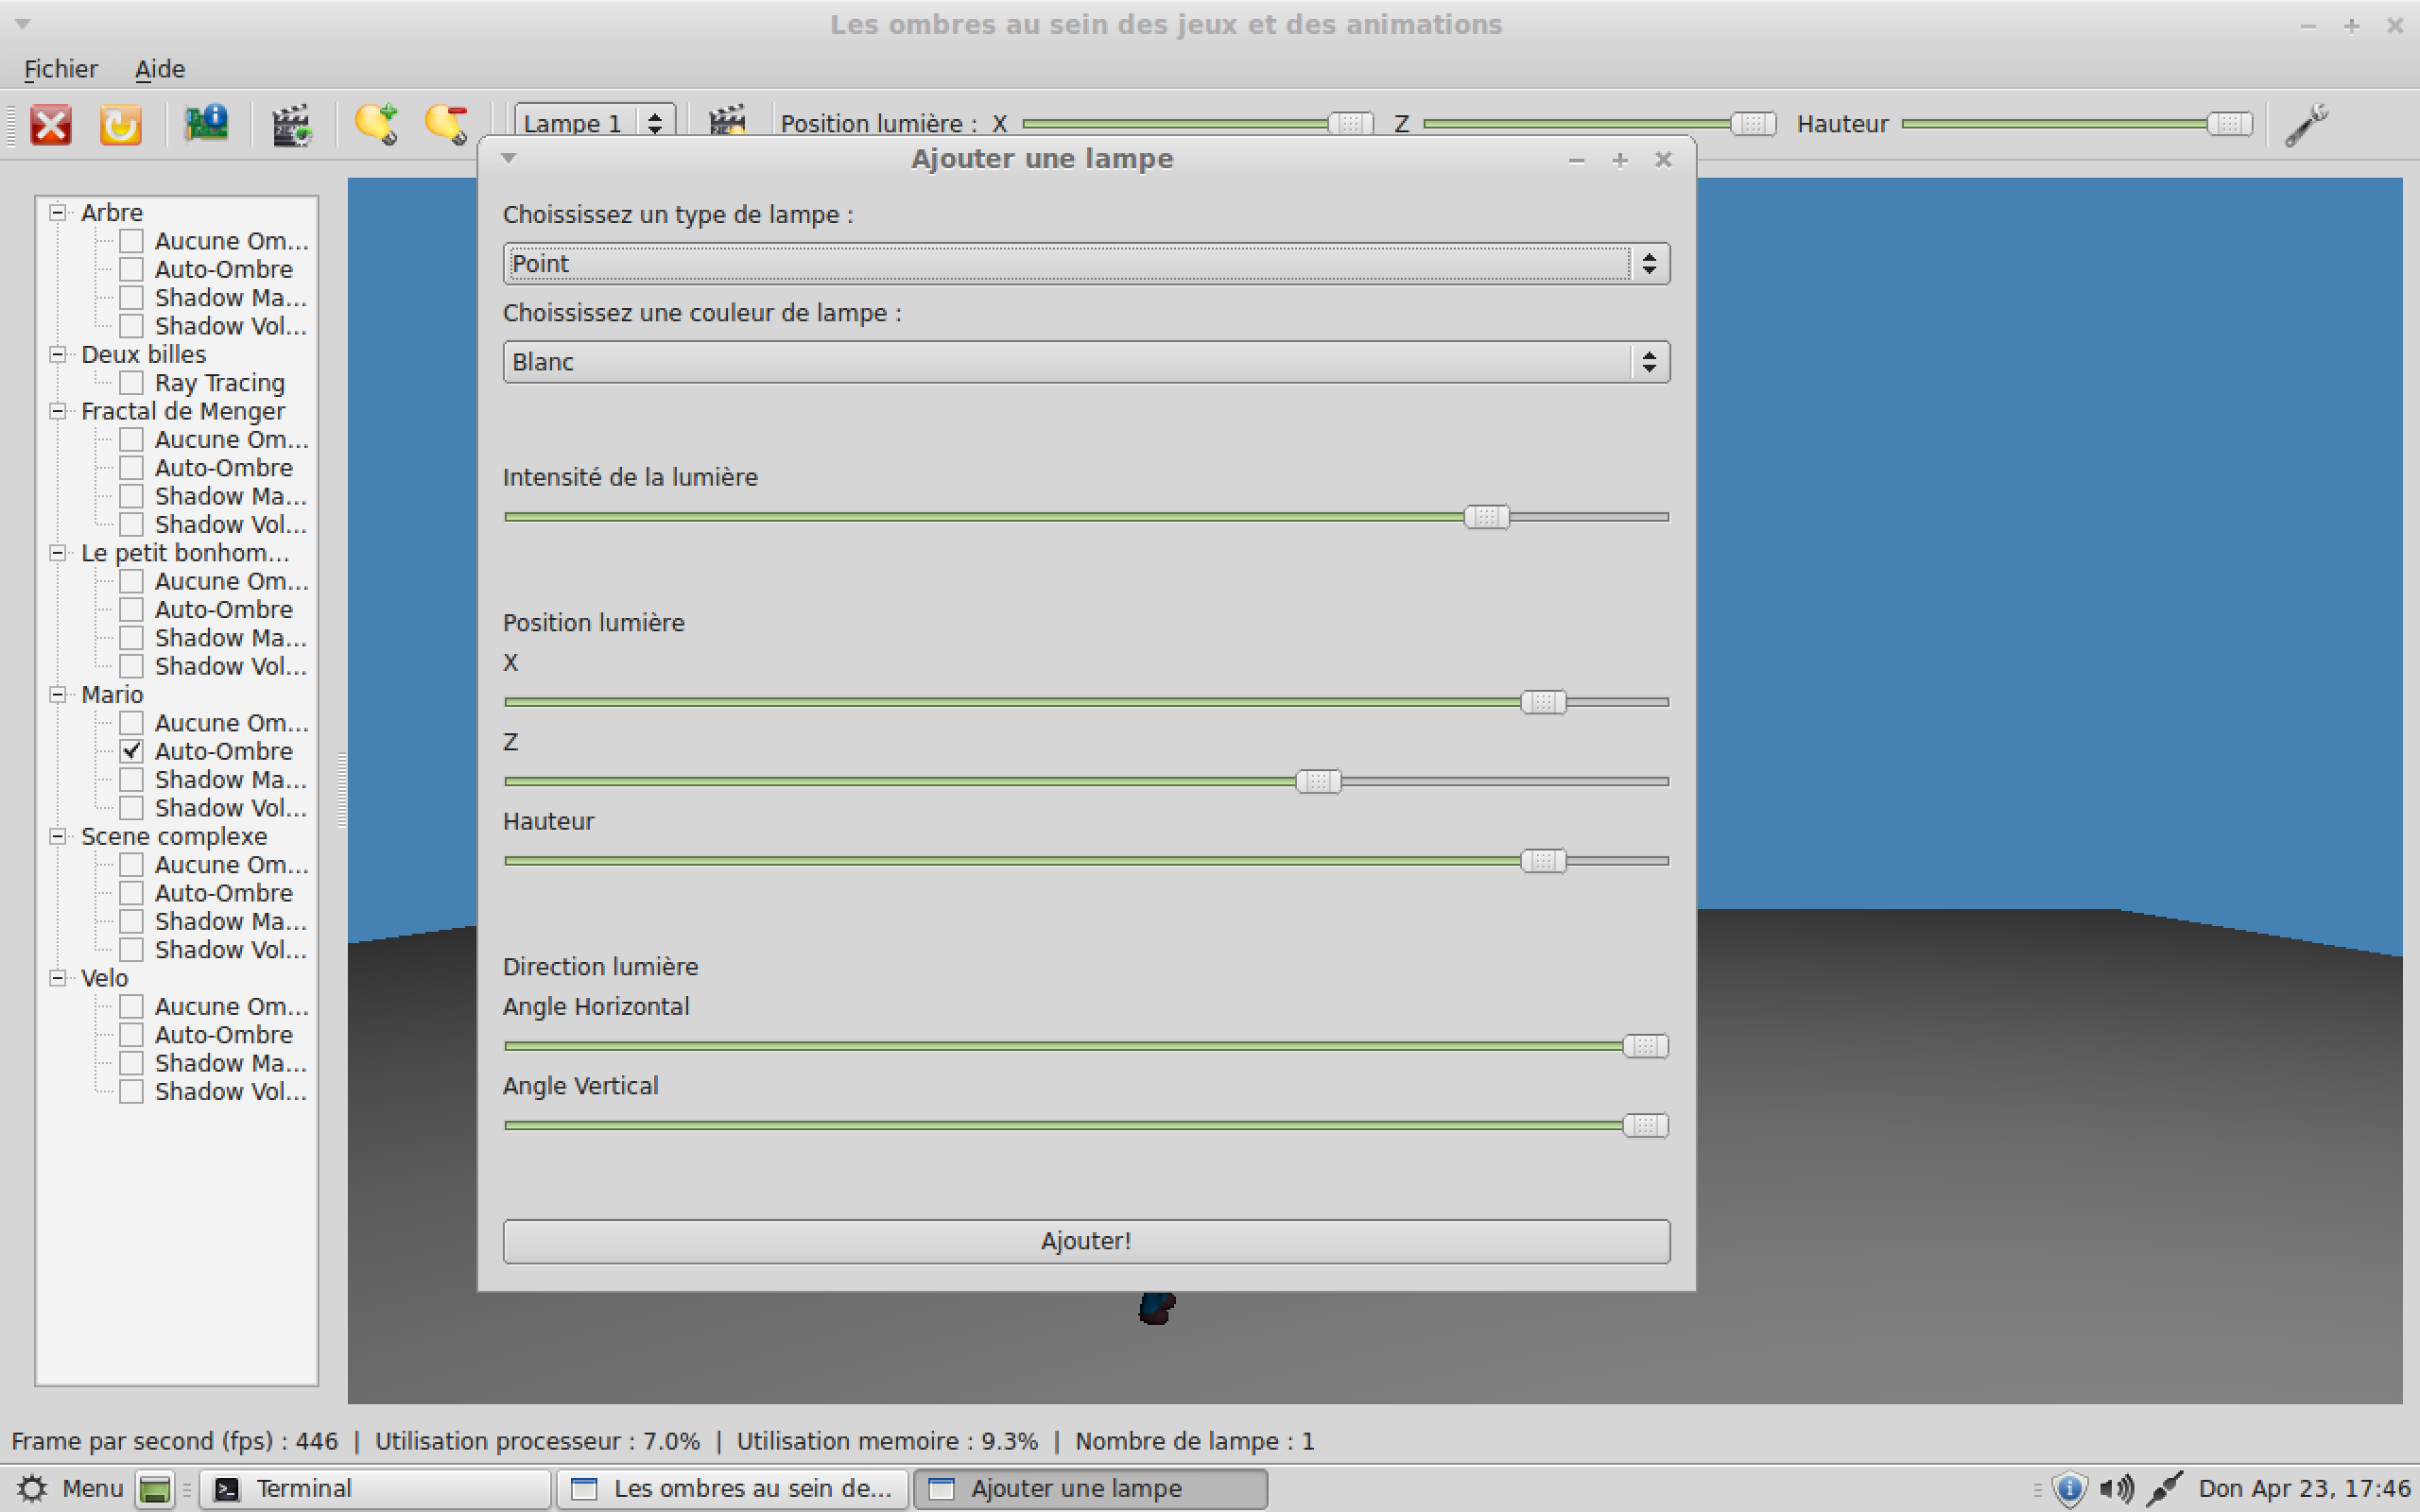 Les ombres au sein des jeux et des animations
Fichier Aide
Lampe 1 Position lumière : X Z Hauteur
Ajouter une lampe
Choississez un type de lampe :
Point
Choississez une couleur de lampe :
Blanc
Intensité de la lumière
Position lumière
X
Z
Hauteur
Direction lumière
Angle Horizontal
Angle Vertical
Ajouter!
Arbre
Aucune Om...
Auto-Ombre
Shadow Ma...
Shadow Vol...
Deux billes
Ray Tracing
Fractal de Menger
Aucune Om...
Auto-Ombre
Shadow Ma...
Shadow Vol...
Le petit bonhom...
Aucune Om...
Auto-Ombre
Shadow Ma...
Shadow Vol...
Mario
Aucune Om...
Auto-Ombre
Shadow Ma...
Shadow Vol...
Scene complexe
Aucune Om...
Auto-Ombre
Shadow Ma...
Shadow Vol...
Velo
Aucune Om...
Auto-Ombre
Shadow Ma...
Shadow Vol...
Frame par second (fps) : 446 | Utilisation processeur : 7.0% | Utilisation memoire : 9.3% | Nombre de lampe : 1
Menu Terminal Les ombres au sein de... Ajouter une lampe Don Apr 23, 17:46